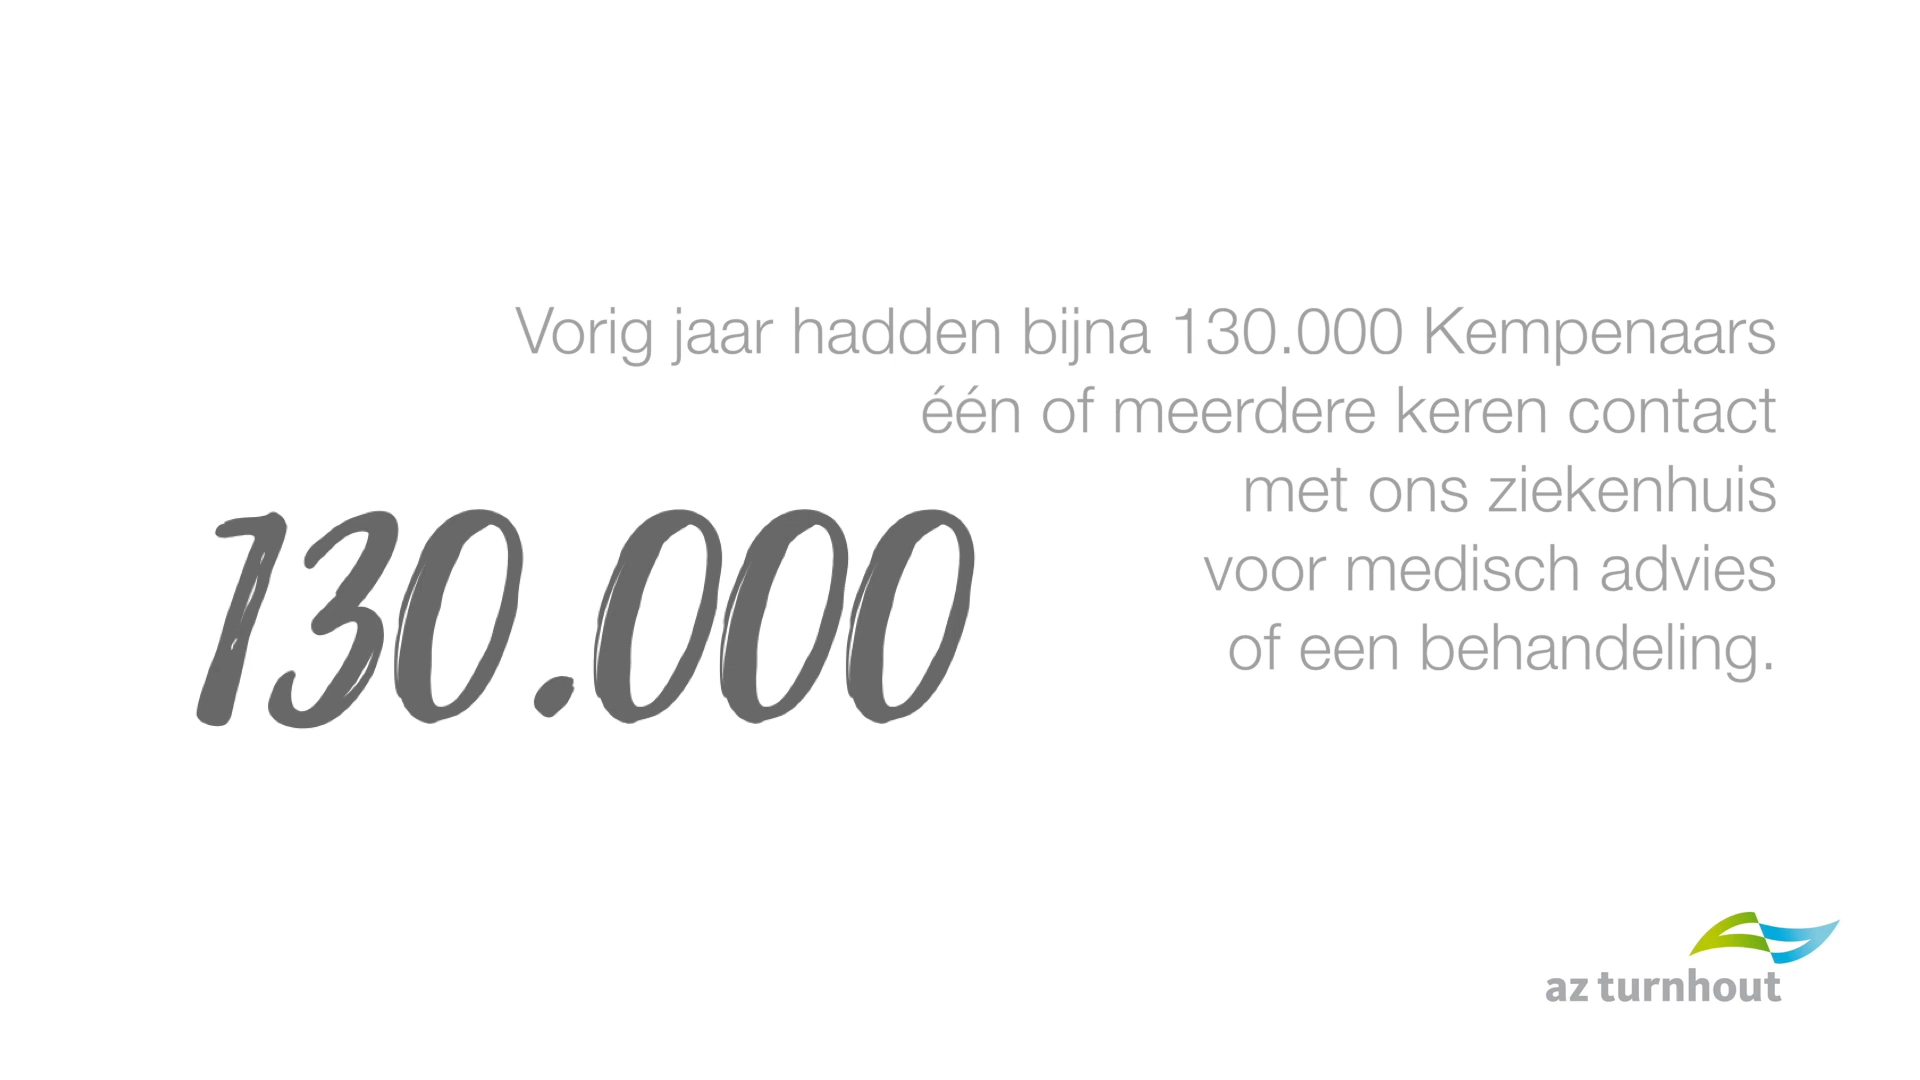 Vorig jaar hadden bijna 130.000 Kempenaars
één of meerdere keren contact
met ons ziekenhuis
voor medisch advies
of een behandeling.
130.000
az turnhout